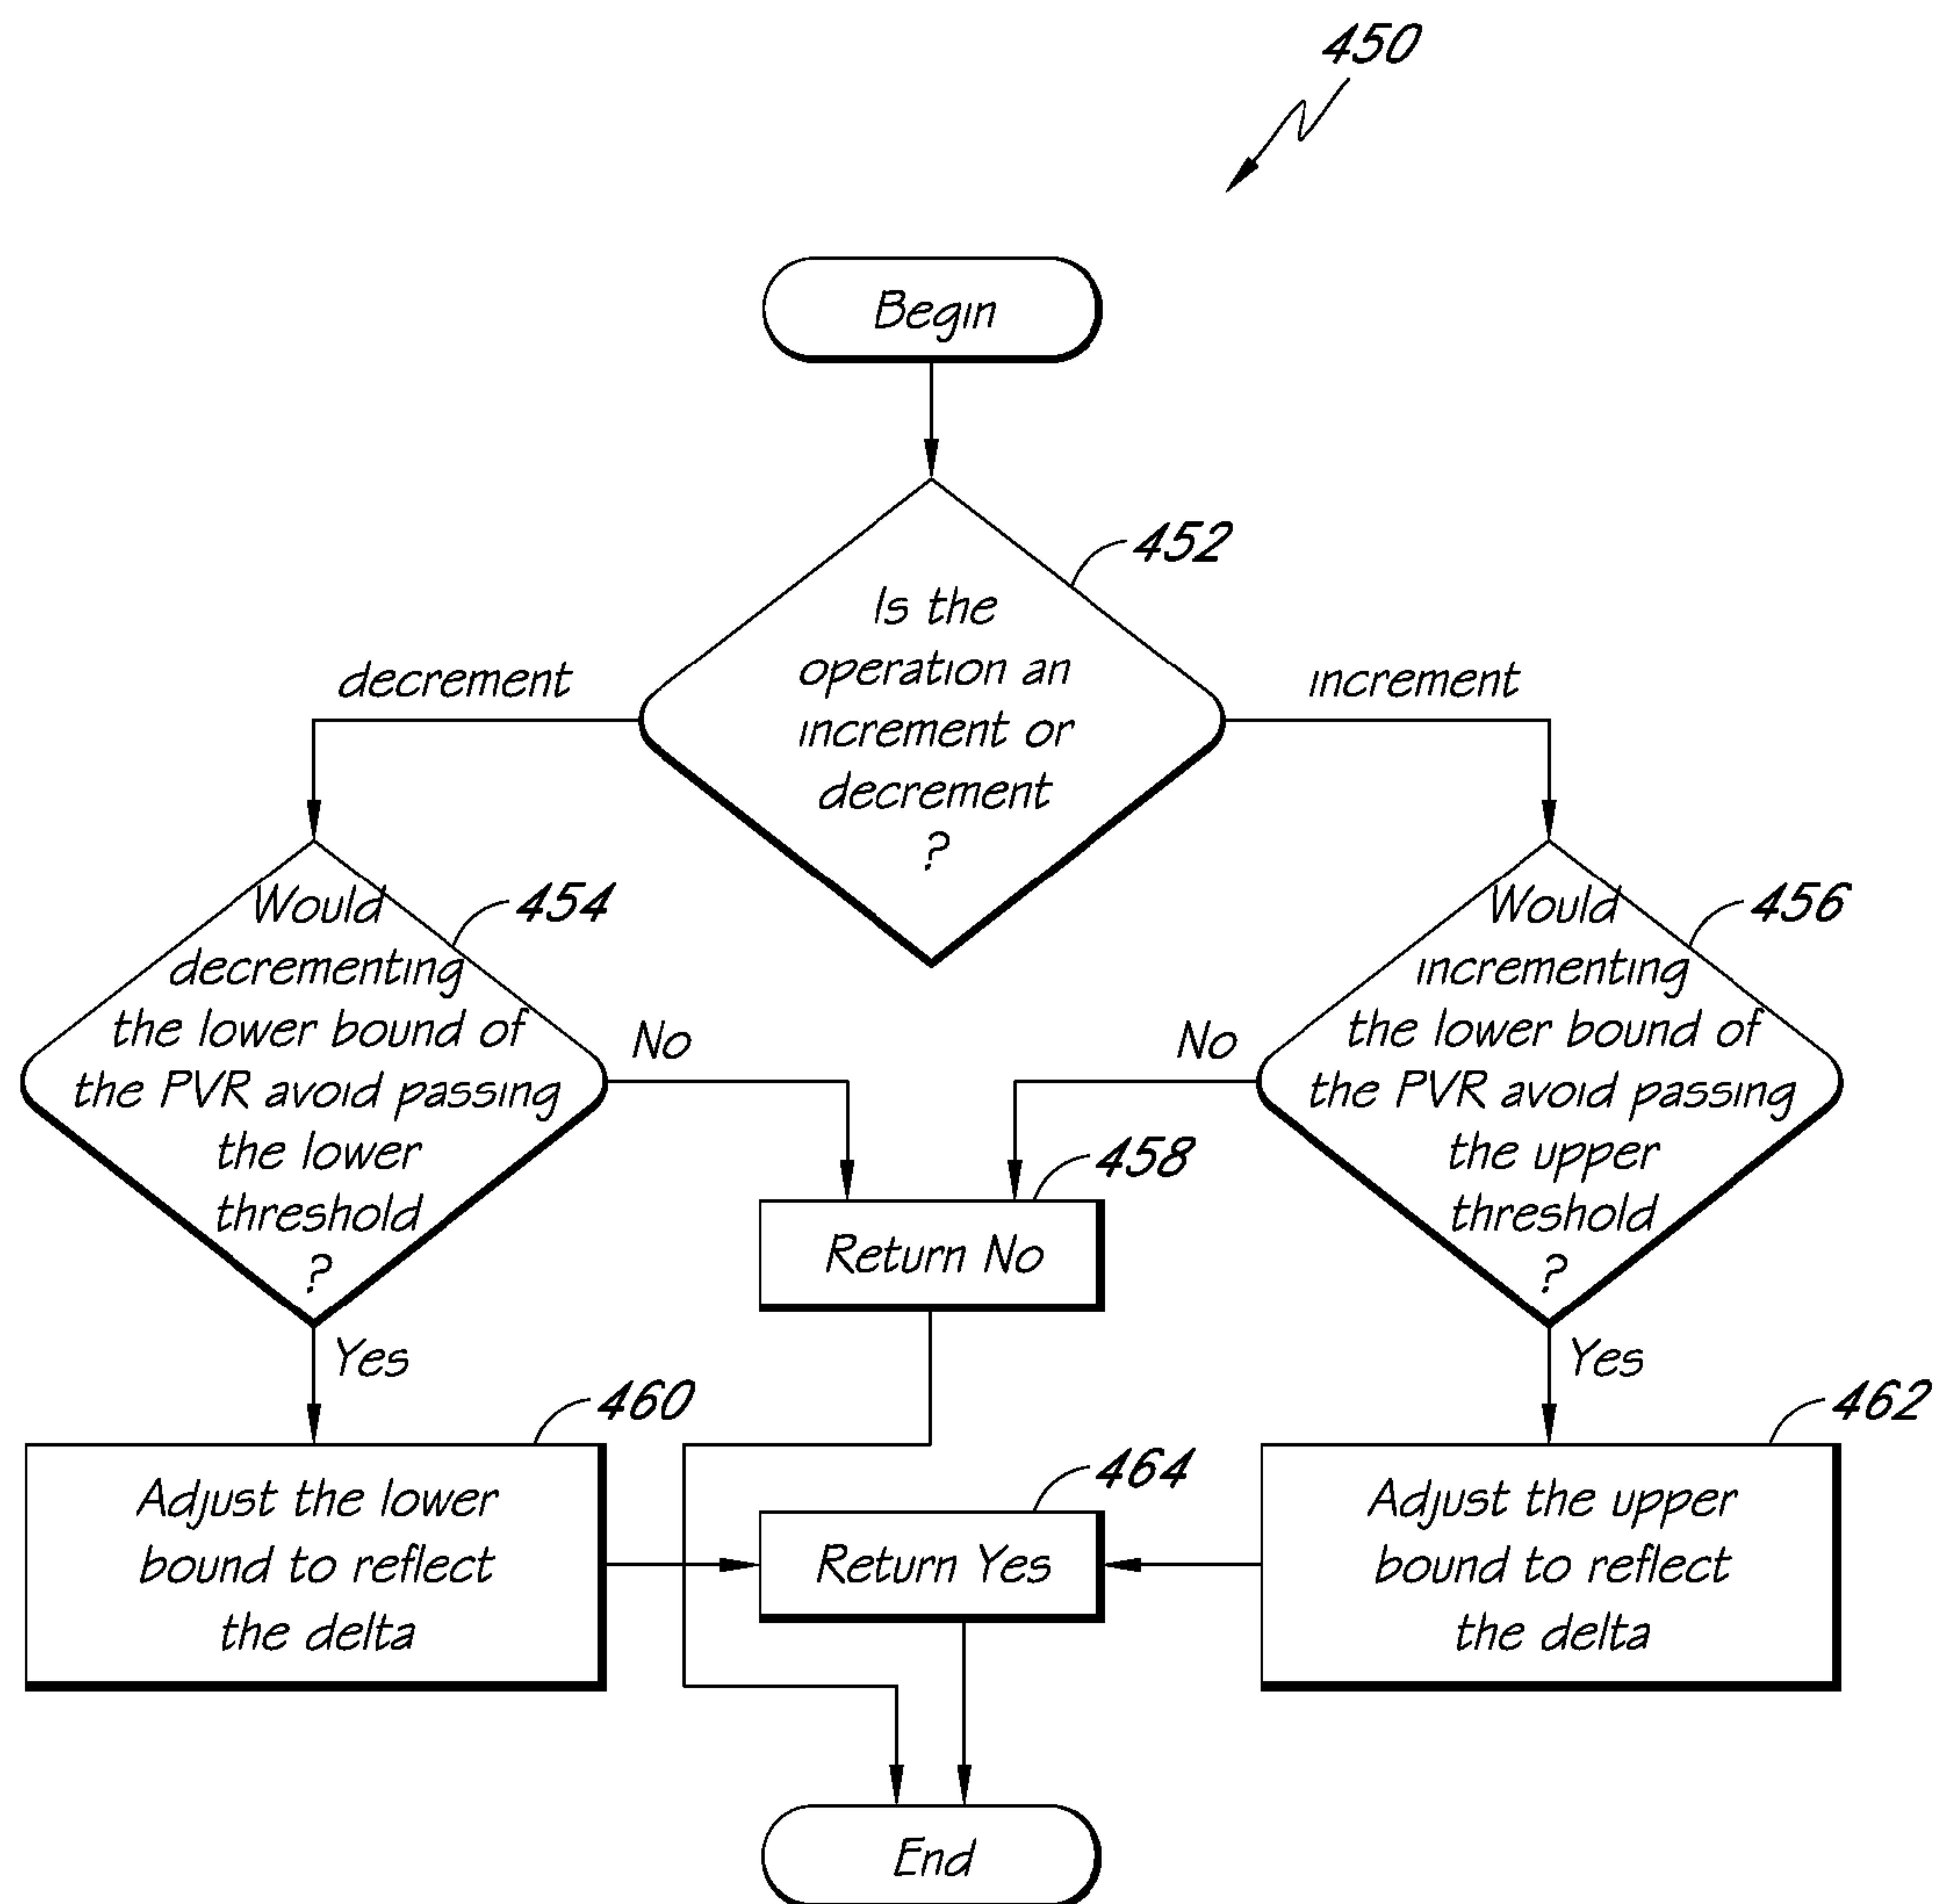 450
Begin
452
Is the
operation an
increment or
decrement
?
decrement
increment
454
Would
decrementing
the lower bound of
the PVR avoid passing
the lower
threshold
?
No
Yes
456
Would
incrementing
the lower bound of
the PVR avoid passing
the upper
threshold
?
No
Yes
458
Return No
460
Adjust the lower
bound to reflect
the delta
464
Return Yes
462
Adjust the upper
bound to reflect
the delta
End